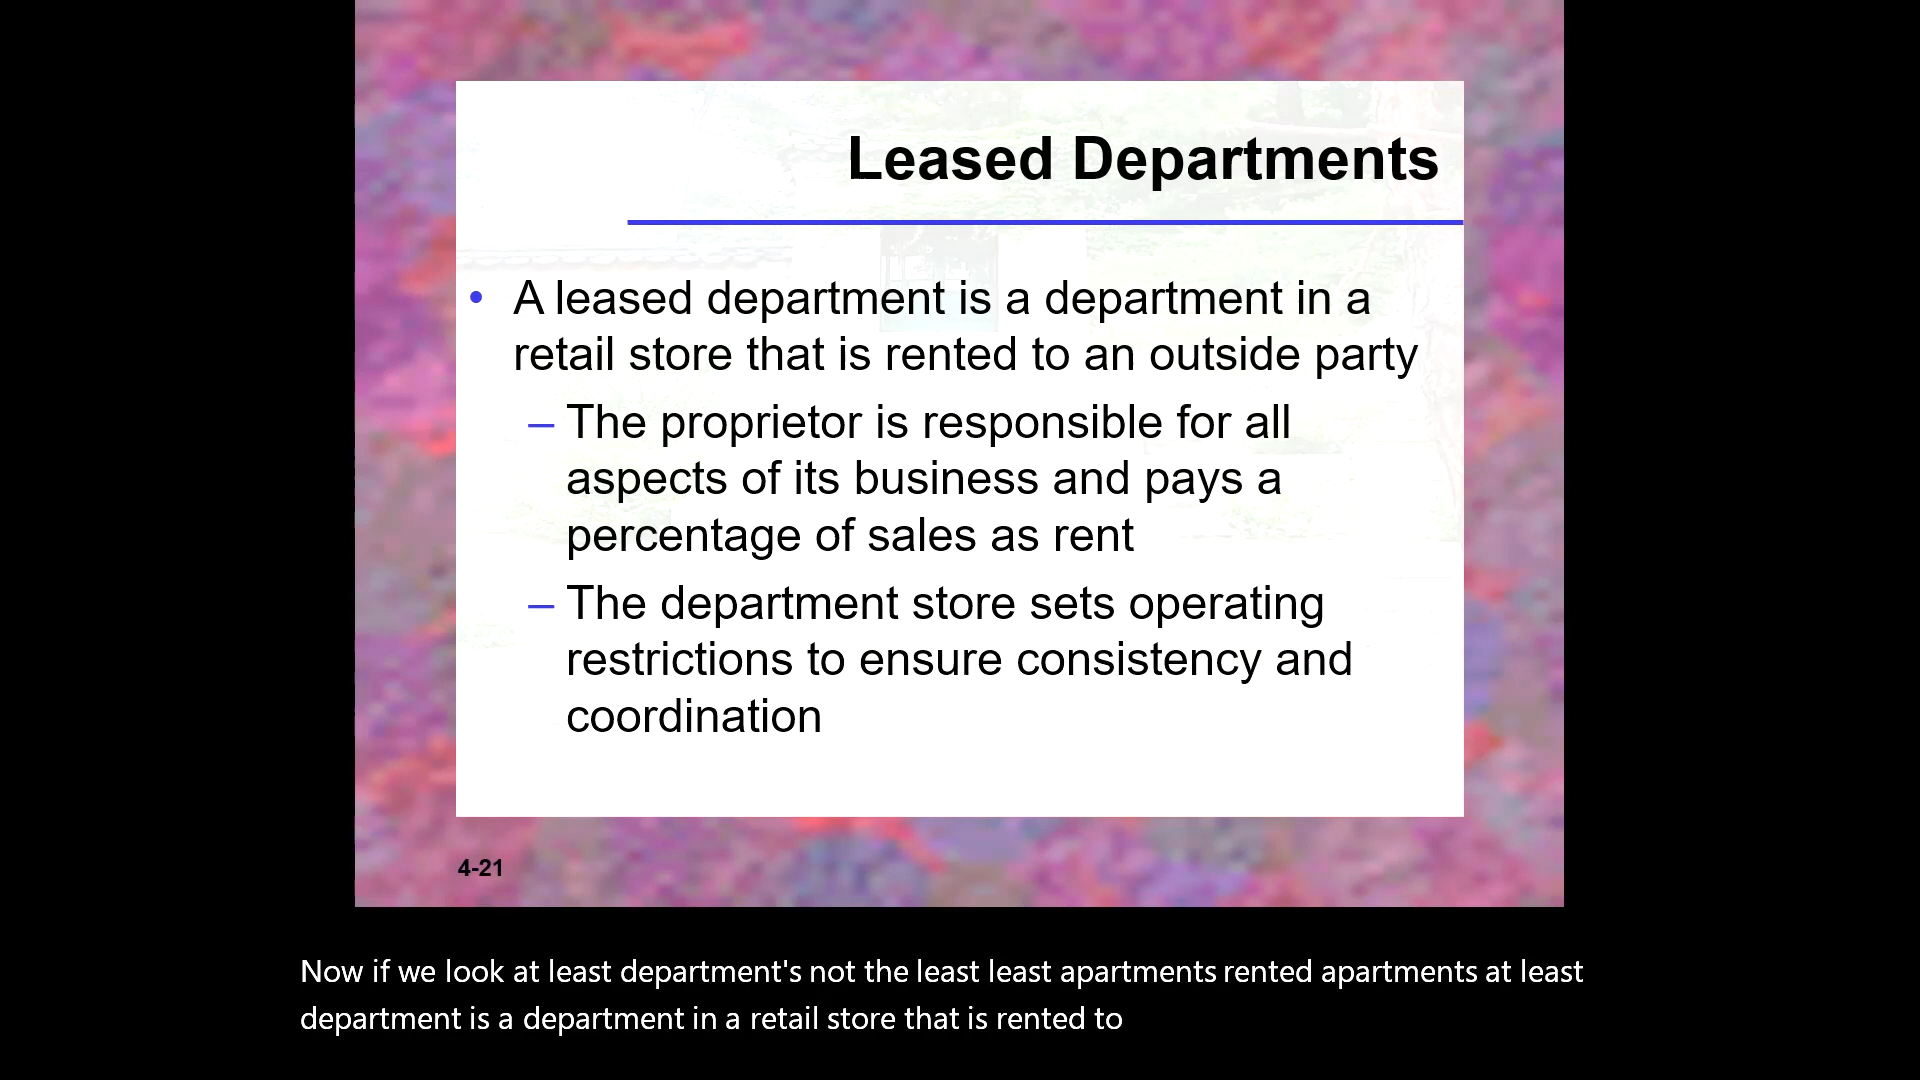 Leased Departments
• A leased department is a department in a
retail store that is rented to an outside party
– The proprietor is responsible for all
aspects of its business and pays a
percentage of sales as rent
– The department store sets operating
restrictions to ensure consistency and
coordination
4-21
Now if we look at least department's not the least least apartments rented apartments at least
department is a department in a retail store that is rented to